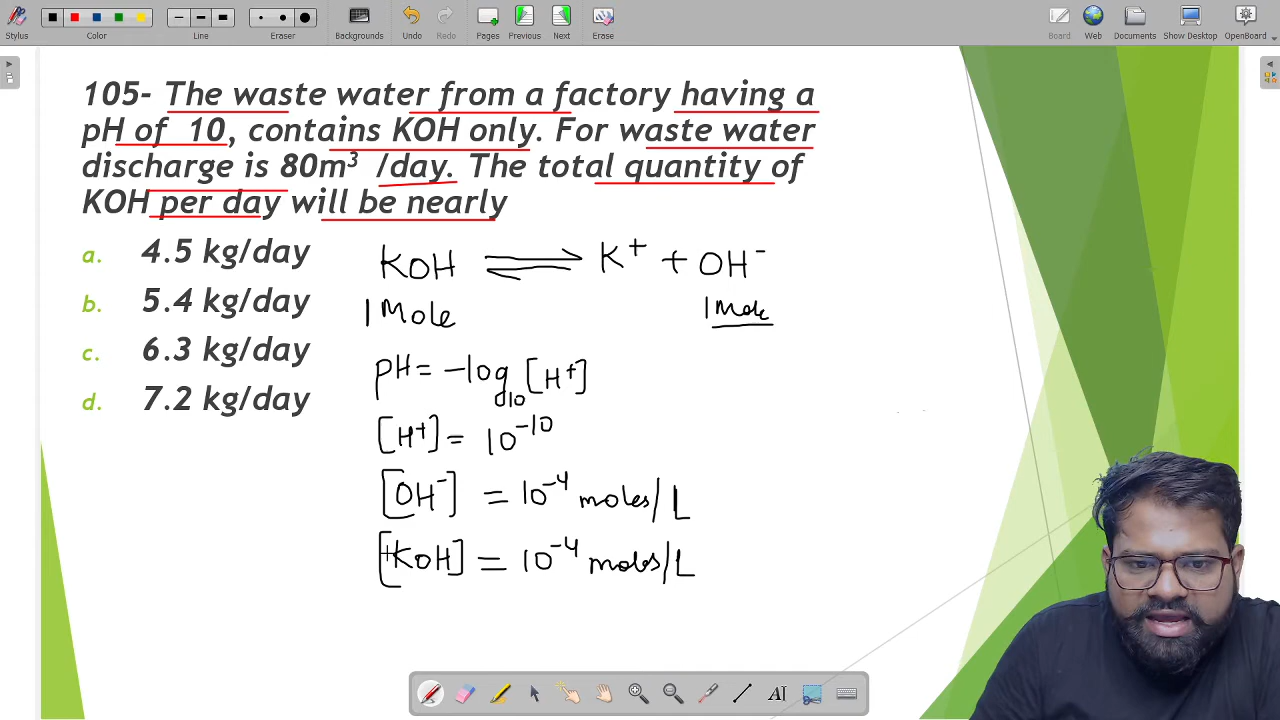 Stylus
Color
Line
Eraser
Backgrounds
Undo
Redo
Pages
Previous
Next
Erase
Board
Web
Documents
Show Desktop
OpenBoard
105- The waste water from a factory having a
pH of 10, contains KOH only. For waste water
discharge is 80m³ /day. The total quantity of
KOH per day will be nearly
a. 4.5 kg/day
b. 5.4 kg/day
c. 6.3 kg/day
d. 7.2 kg/day
KOH ⇌ K⁺ + OH⁻
1 Mole 1 Mole
pH = -log₁₀ [H⁺]
[H⁺] = 10⁻¹⁰
[OH⁻] = 10⁻⁴ moles/L
[KOH] = 10⁻⁴ moles/L